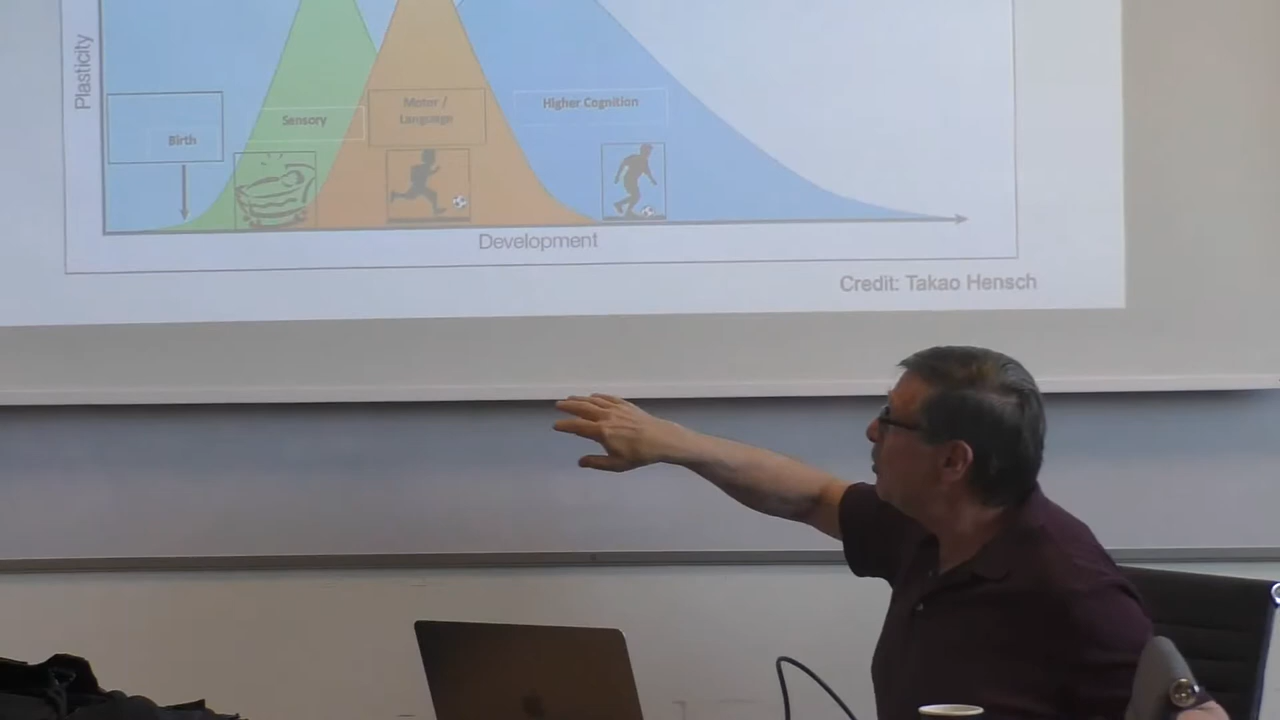 Plasticity
Birth
Sensory
Motor /
Language
Higher Cognition
Development
Credit: Takao Hensch